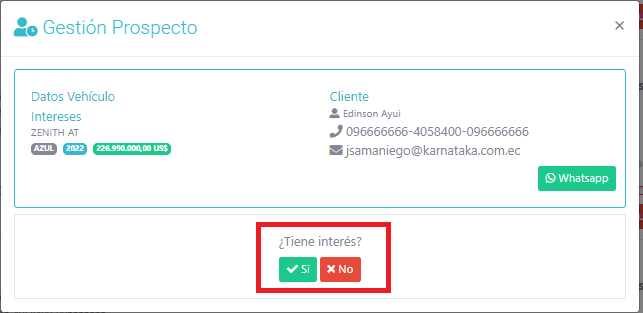 Gestión Prospecto
×
Datos Vehículo
Intereses
ZENITH AT
AZUL 2022 226.990.000,00 US$
Cliente
Edinson Ayui
096666666-4058400-096666666
jsamaniego@karnataka.com.ec
Whatsapp
¿Tiene interés?
Si No